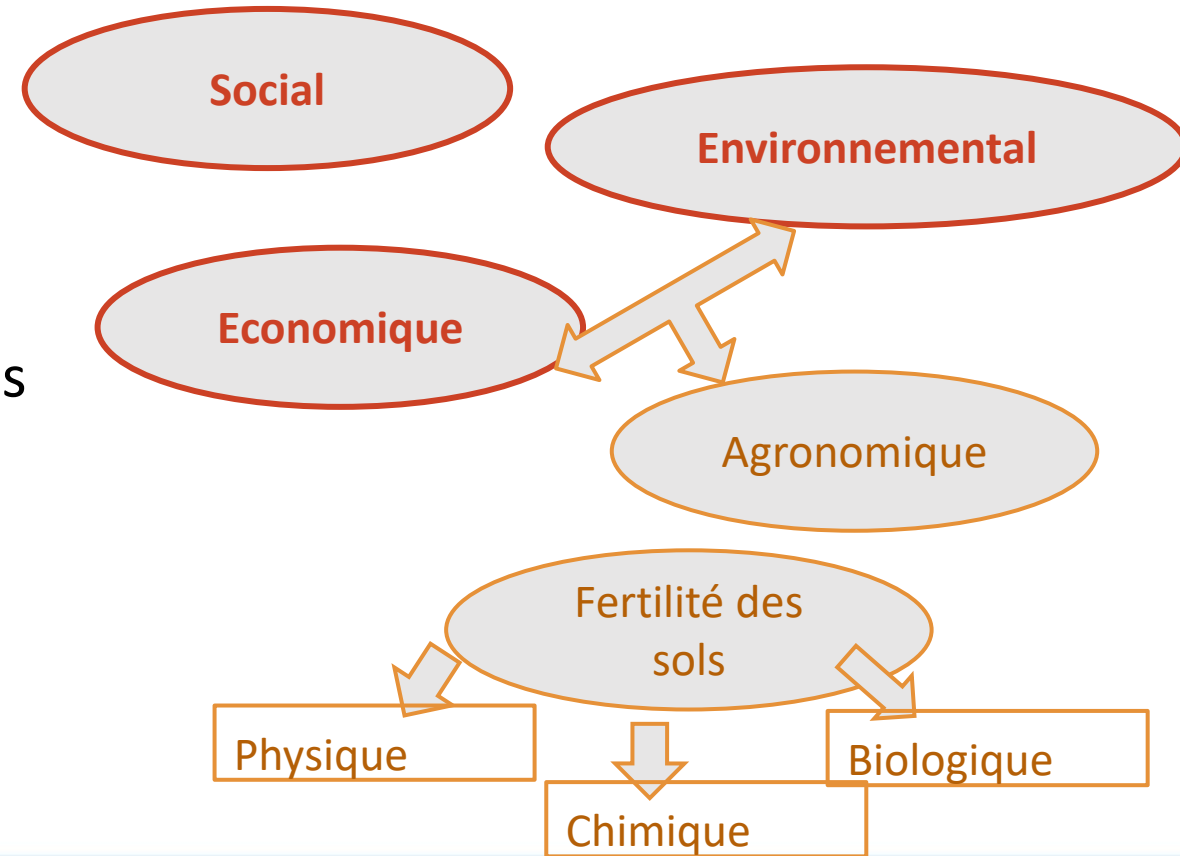 Social
Environnemental
Economique
s
Agronomique
Fertilité des
sols
Physique
Biologique
Chimique